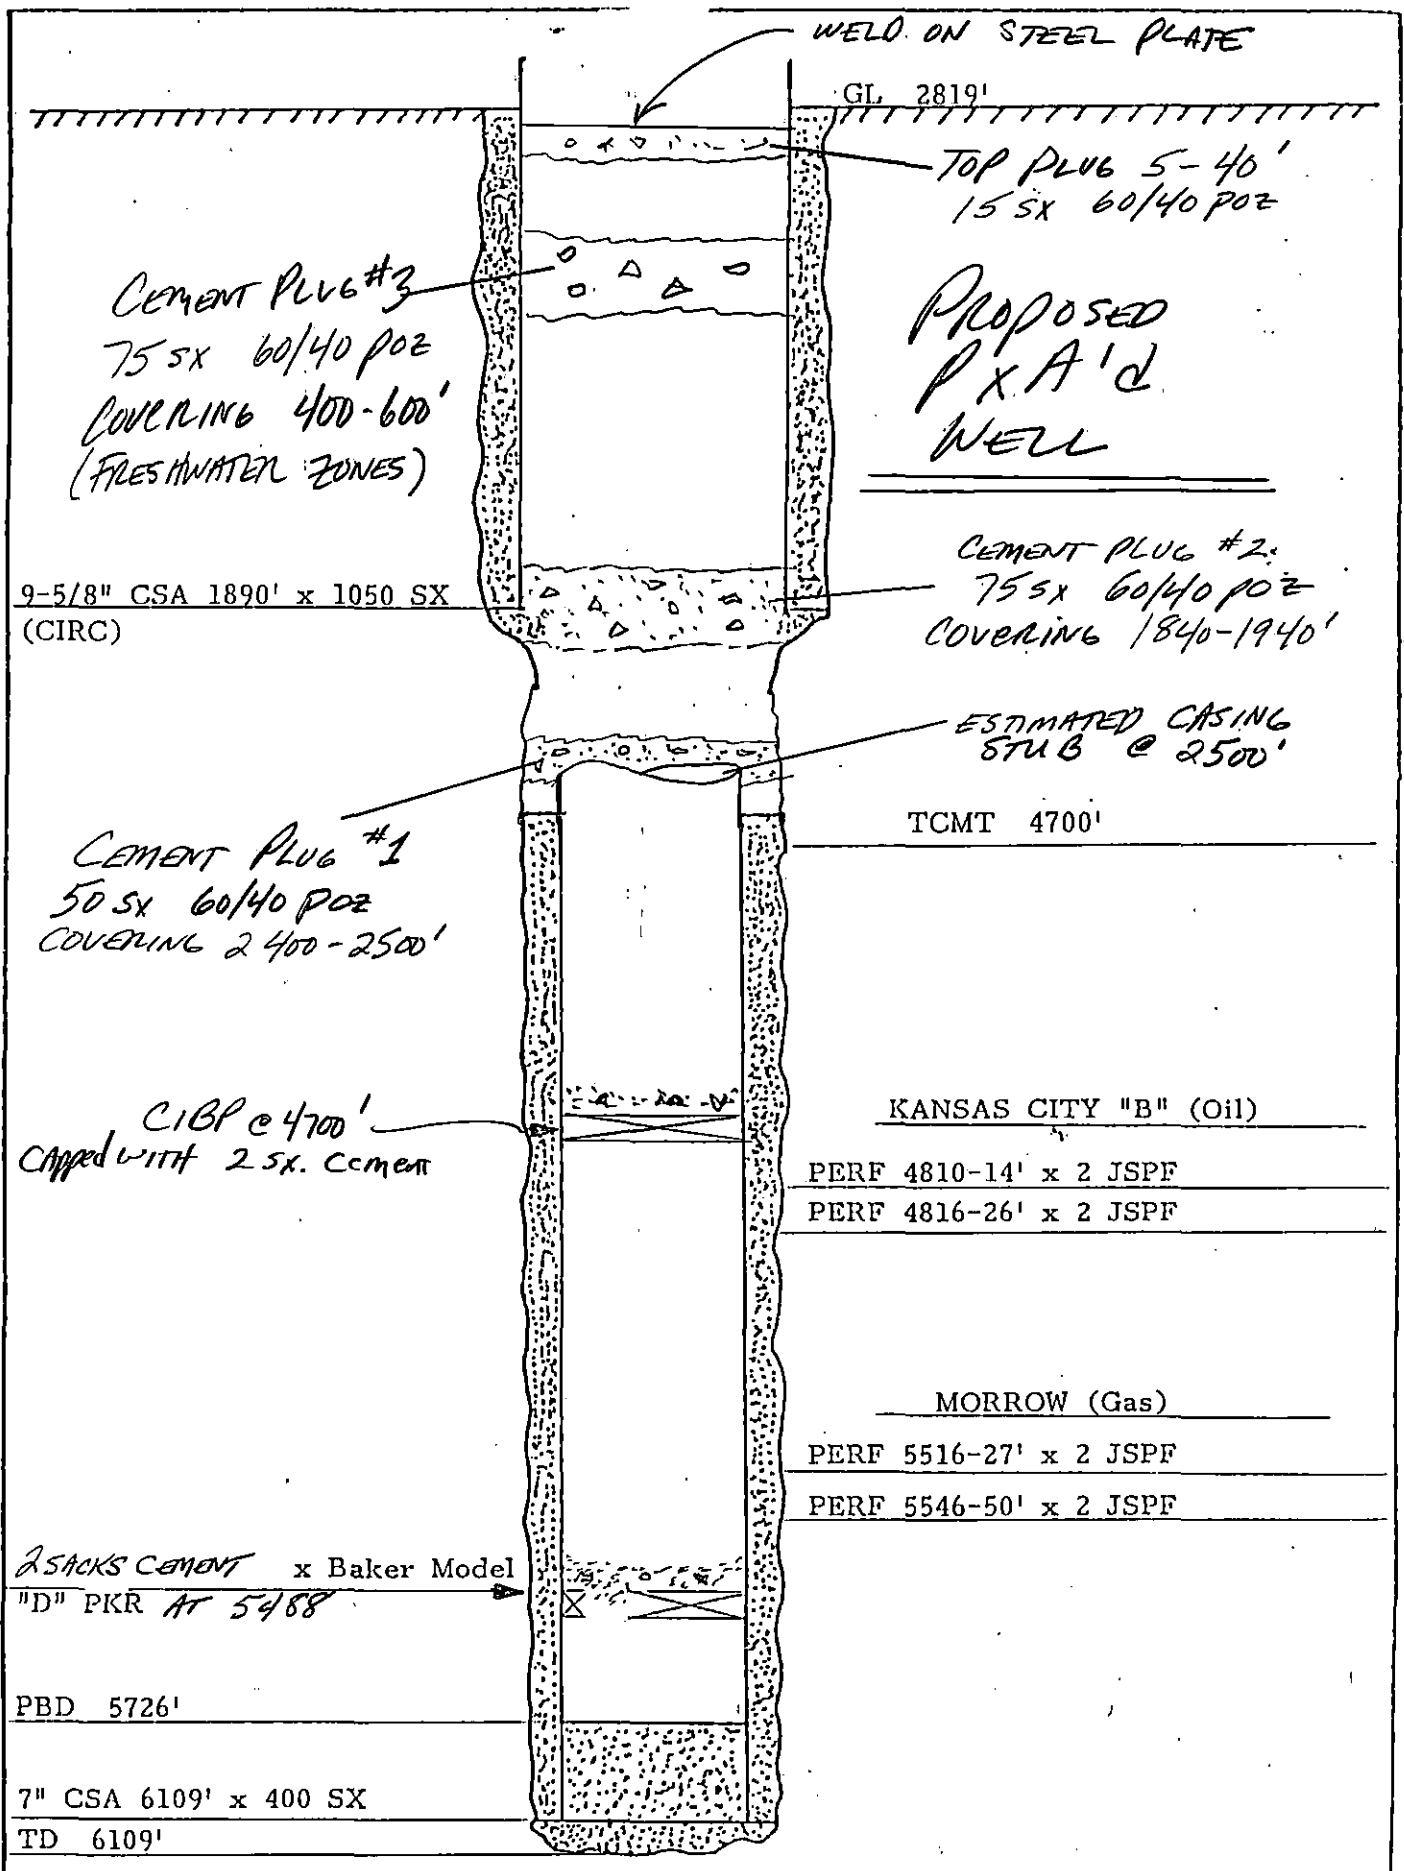 WELD ON STEEL PLATE
GL 2819'
TOP PLUG 5-40'
15 SX 60/40 POZ
CEMENT PLUG #3
75 SX 60/40 POZ
COVERING 400-600'
(FRESHWATER ZONES)
PROPOSED
P x A'd
WELL
9-5/8" CSA 1890' x 1050 SX
(CIRC)
CEMENT PLUG #2
75 SX 60/40 POZ
COVERING 1840-1940'
ESTIMATED CASING
STUB @ 2500'
TCMT 4700'
CEMENT PLUG #1
50 SX 60/40 POZ
COVERING 2400-2500'
CIBP @ 4700'
CAPPED WITH 2 SX. Cement
KANSAS CITY "B" (Oil)
PERF 4810-14' x 2 JSPF
PERF 4816-26' x 2 JSPF
MORROW (Gas)
PERF 5516-27' x 2 JSPF
PERF 5546-50' x 2 JSPF
2 SACKS CEMENT x Baker Model
"D" PKR AT 5488'
PBD 5726'
7" CSA 6109' x 400 SX
TD 6109'